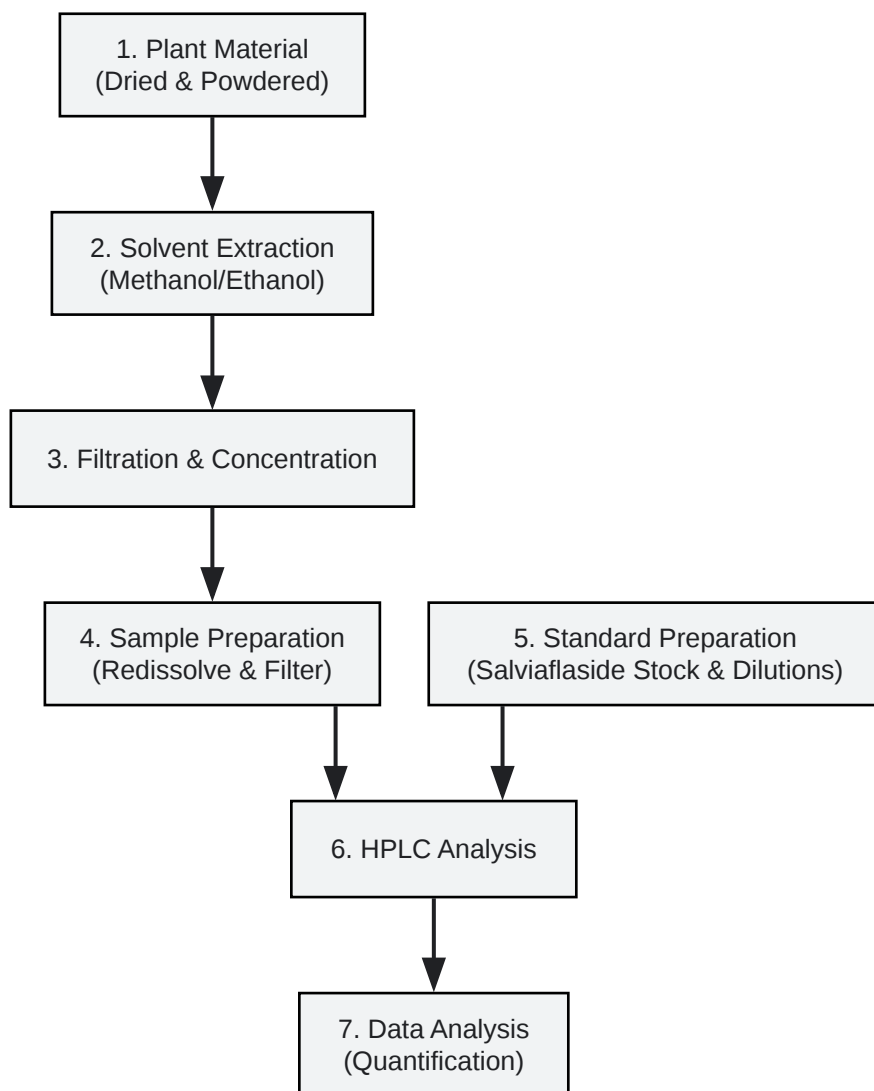 1. Plant Material
(Dried & Powdered)
2. Solvent Extraction
(Methanol/Ethanol)
3. Filtration & Concentration
4. Sample Preparation
(Redissolve & Filter)
5. Standard Preparation
(Salviaflaside Stock & Dilutions)
6. HPLC Analysis
7. Data Analysis
(Quantification)